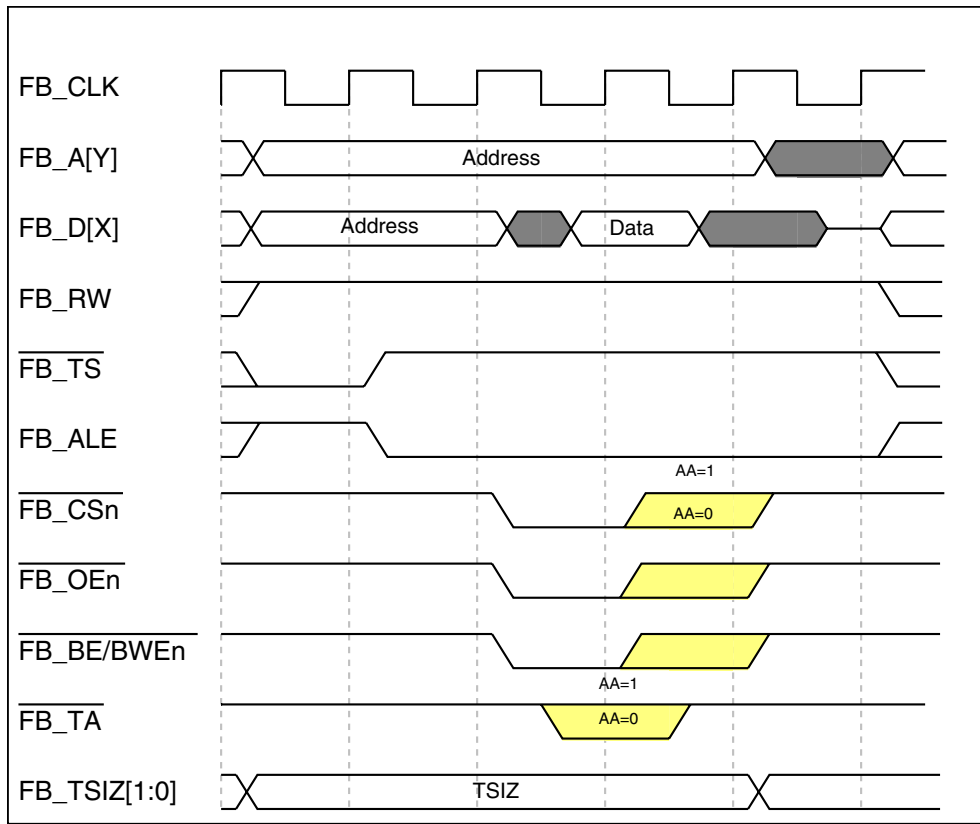 FB_CLK
FB_A[Y]
Address
FB_D[X]
Address
Data
FB_RW
FB_TS
FB_ALE
AA=1
FB_CSn
AA=0
FB_OEn
FB_BE/BWEn
AA=1
FB_TA
AA=0
FB_TSIZ[1:0]
TSIZ